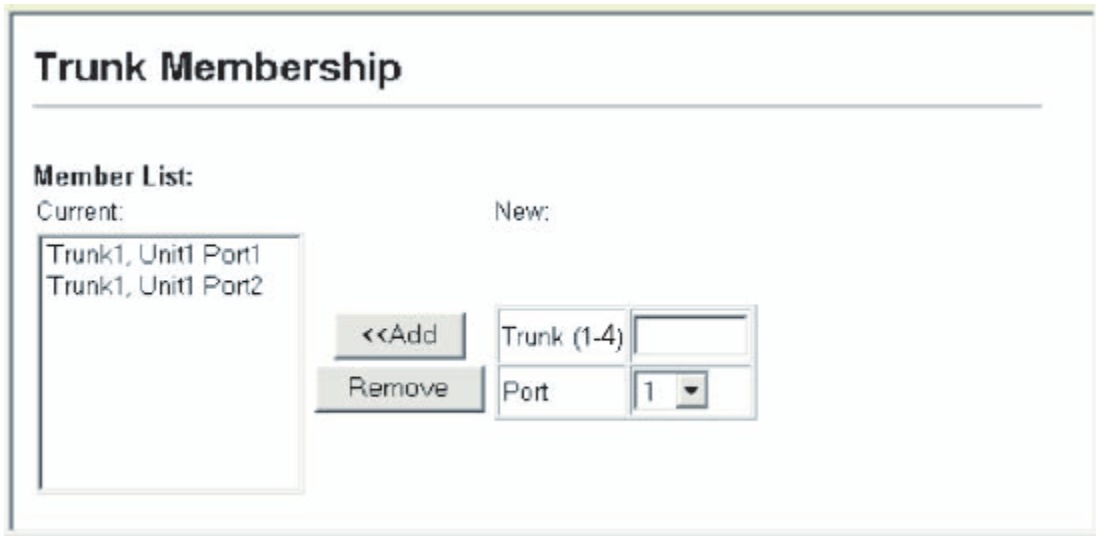 Trunk Membership
Member List:
Current:
New:
Trunk1, Unit1 Port1
Trunk1, Unit1 Port2
<<Add
Remove
Trunk (1-4)
Port
1